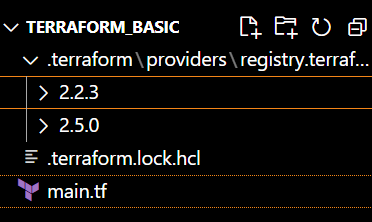 TERRAFORM_BASIC
.terraform\providers\registry.terraf...
2.2.3
2.5.0
.terraform.lock.hcl
main.tf